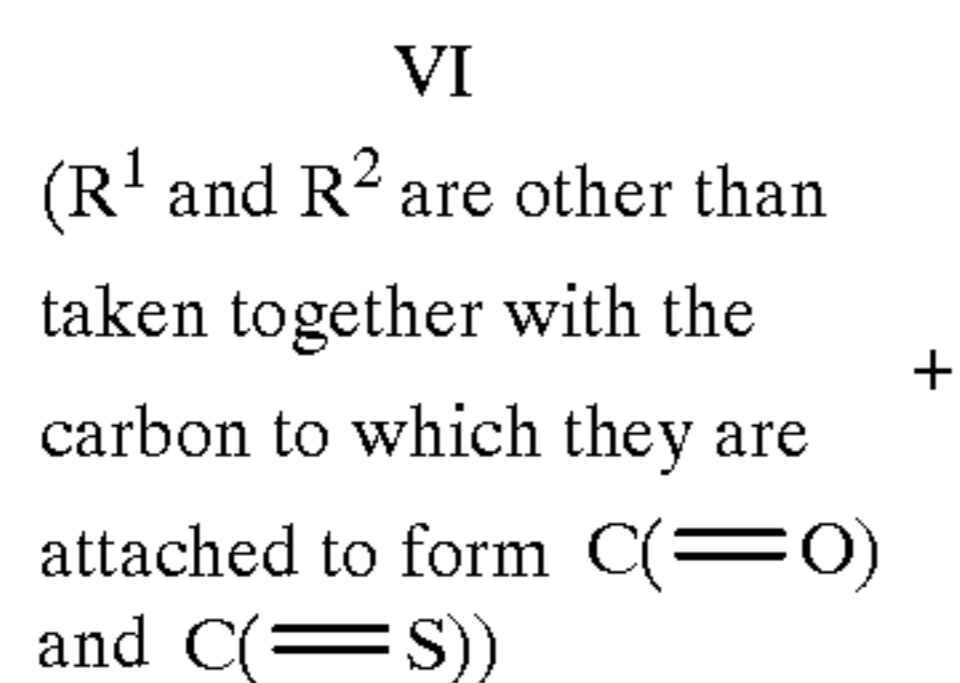 VI
(R¹ and R² are other than
taken together with the
+
carbon to which they are
attached to form C(=O)
and C(=S))